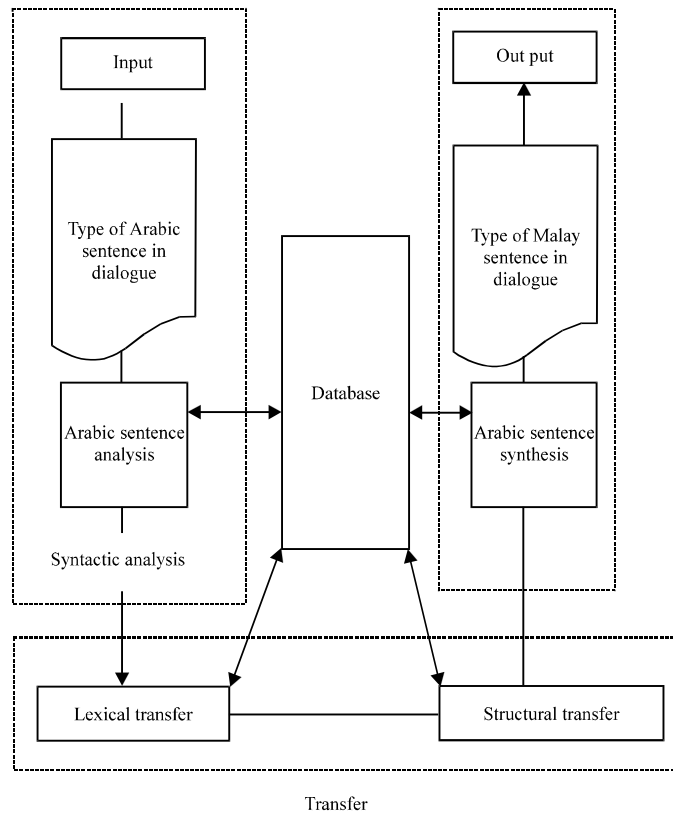 Input
Type of Arabic
sentence in
dialogue
Arabic sentence
analysis
Syntactic analysis
Database
Out put
Type of Malay
sentence in
dialogue
Arabic sentence
synthesis
Lexical transfer
Structural transfer
Transfer